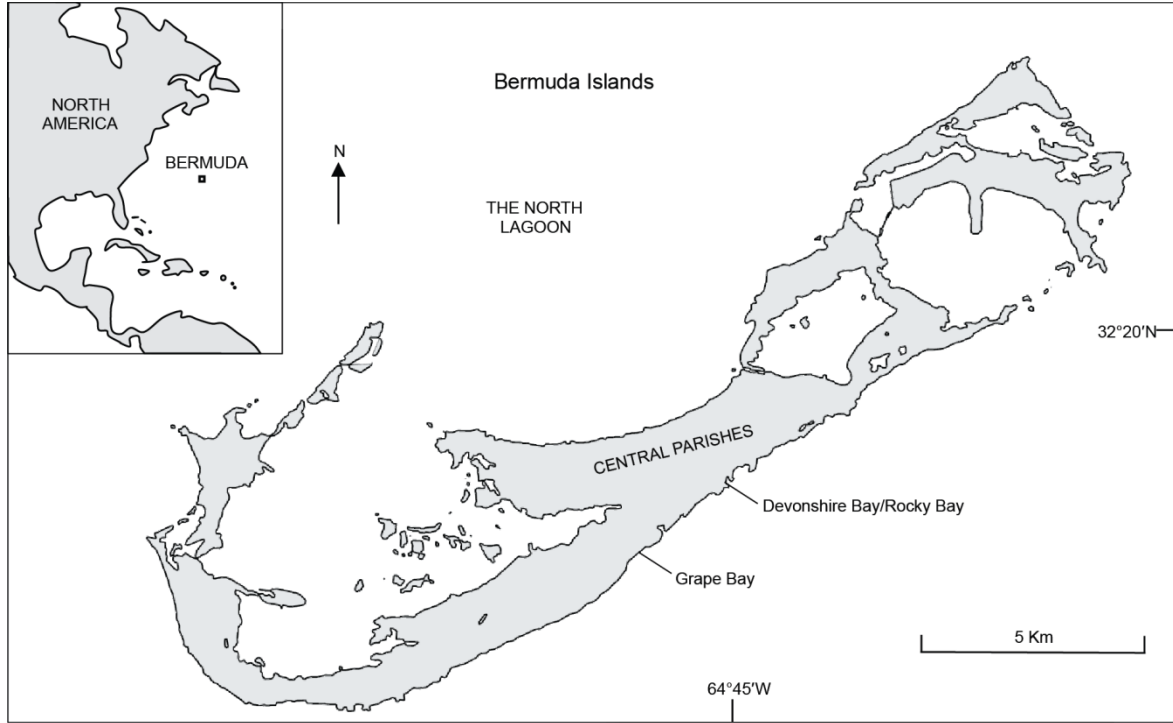 Bermuda Islands
NORTH
AMERICA
BERMUDA
N
THE NORTH
LAGOON
32°20′N
CENTRAL PARISHES
Devonshire Bay/Rocky Bay
Grape Bay
5 Km
64°45′W